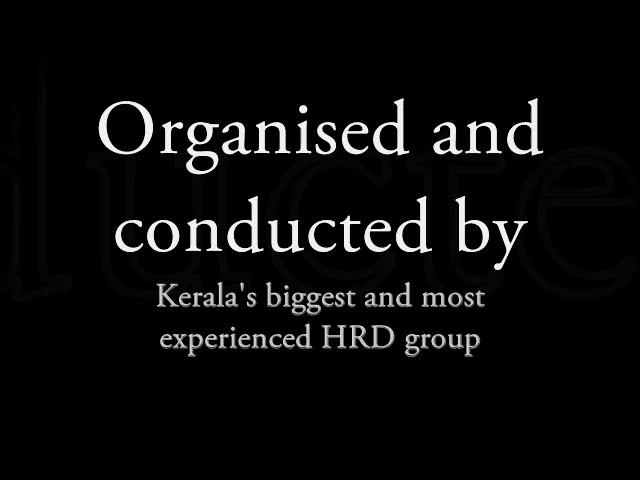 Organised and
conducted by
Kerala's biggest and most
experienced HRD group